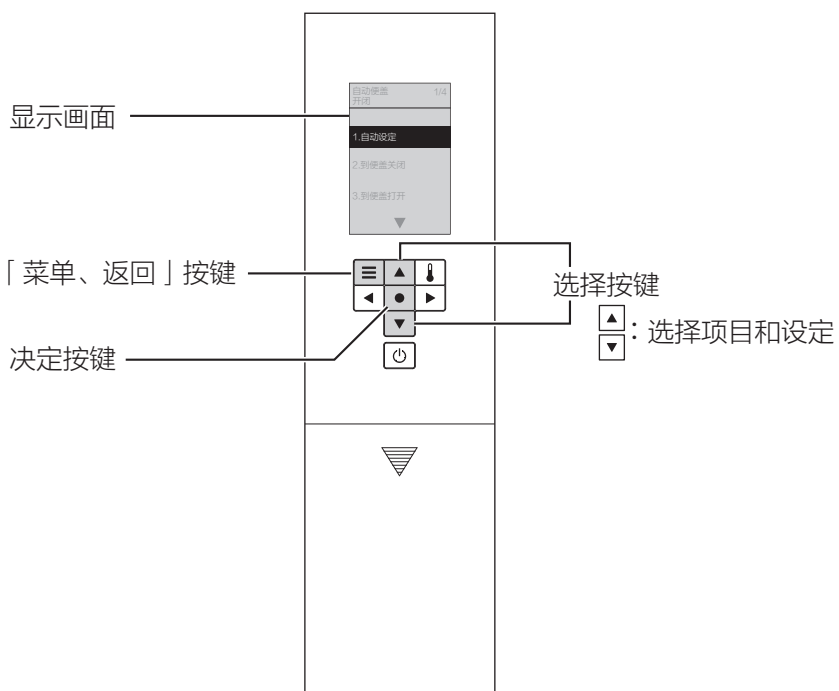 自动便盖 1/4
开闭
1.自动设定
2.到便盖关闭
3.到便盖打开
显示画面
「菜单、返回」按键
决定按键
选择按键
▲
▼：选择项目和设定